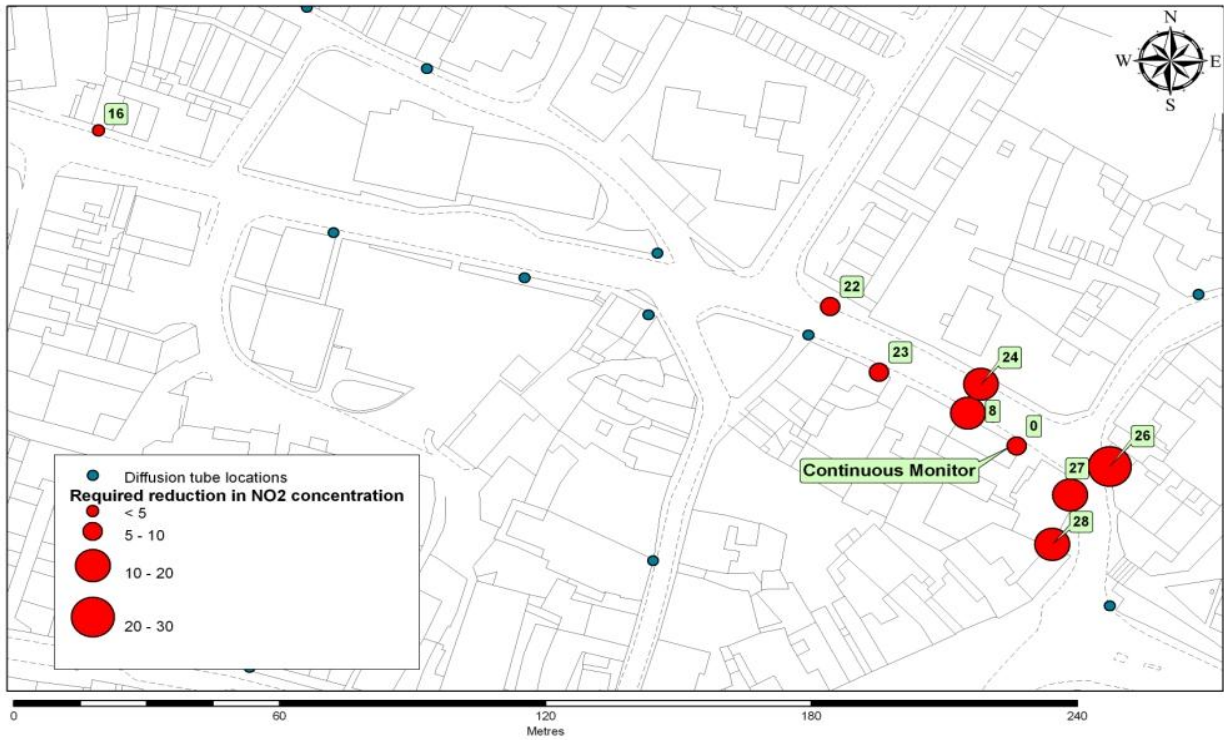 N
W E
S
16
22
23
24
8
0
26
Continuous Monitor
27
28
Diffusion tube locations
Required reduction in NO2 concentration
< 5
5 - 10
10 - 20
20 - 30
0 60 120 180 240
Metres